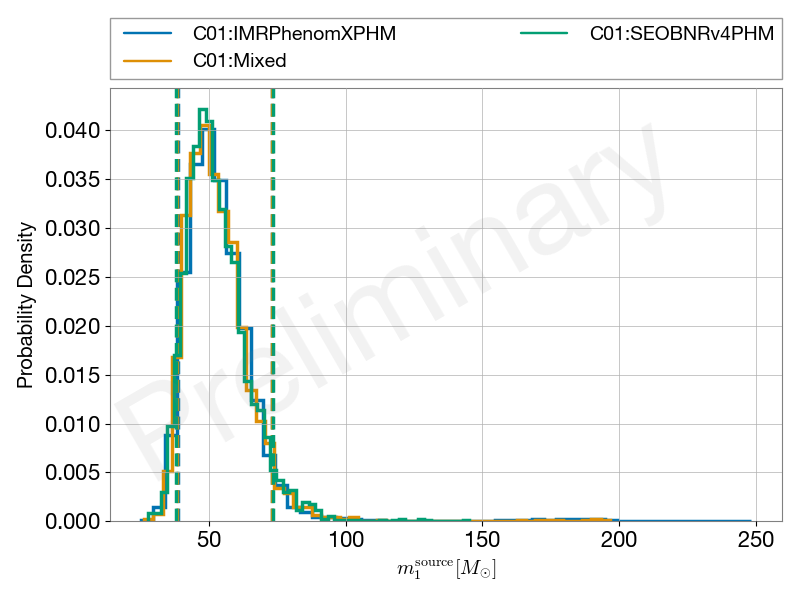 C01:IMRPhenomXPHM
C01:Mixed
C01:SEOBNRv4PHM
Probability Density
0.040
0.035
0.030
0.025
0.020
0.015
0.010
0.005
0.000
Preliminary
50 100 150 200 250
m₁^source [M⊙]